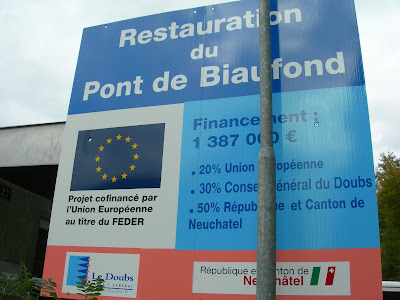 Restauration
du
Pont de Biaufond
Financement :
1 387 000 €
• 20% Union Européenne
• 30% Conseil Général du Doubs
• 50% République et Canton de
Neuchatel
Projet cofinancé par
l'Union Européenne
au titre du FEDER
Le Doubs
République et canton de
Neuchâtel